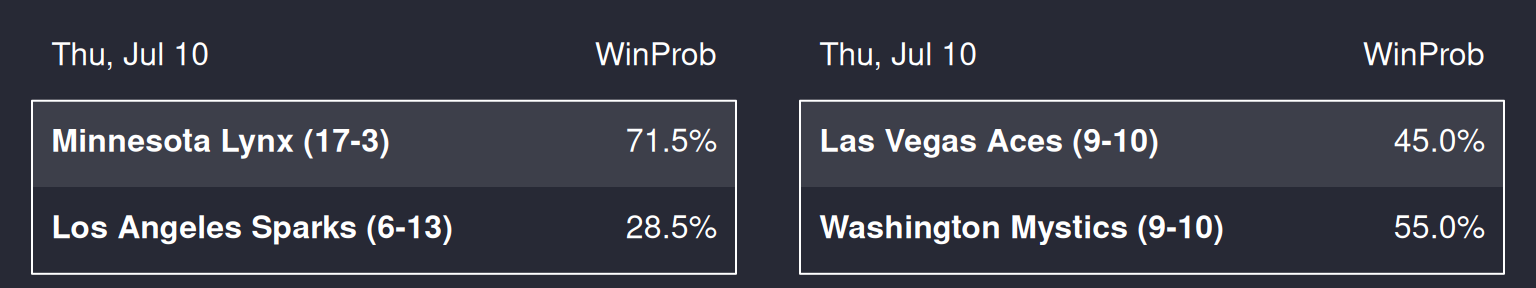 Thu, Jul 10 WinProb
Minnesota Lynx (17-3) 71.5%
Los Angeles Sparks (6-13) 28.5%
Thu, Jul 10 WinProb
Las Vegas Aces (9-10) 45.0%
Washington Mystics (9-10) 55.0%